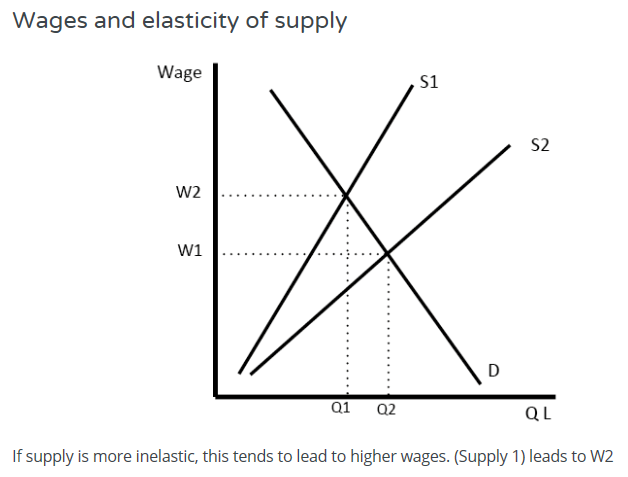 Wages and elasticity of supply
Wage
S1
S2
W2
W1
D
Q1
Q2
QL
If supply is more inelastic, this tends to lead to higher wages. (Supply 1) leads to W2